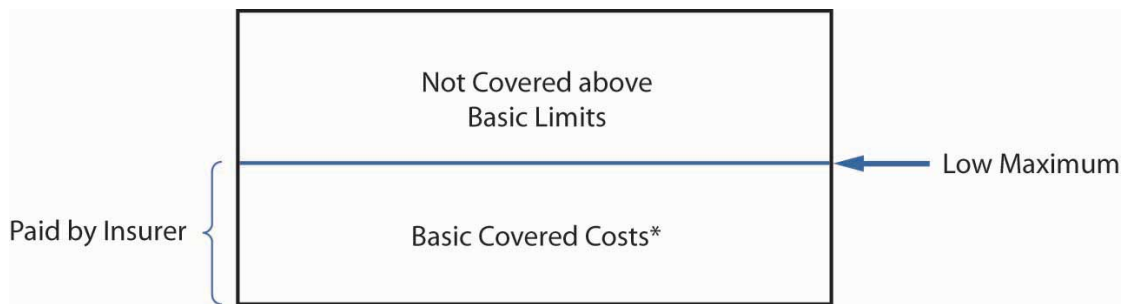 Not Covered above
Basic Limits
Low Maximum
Paid by Insurer
Basic Covered Costs*